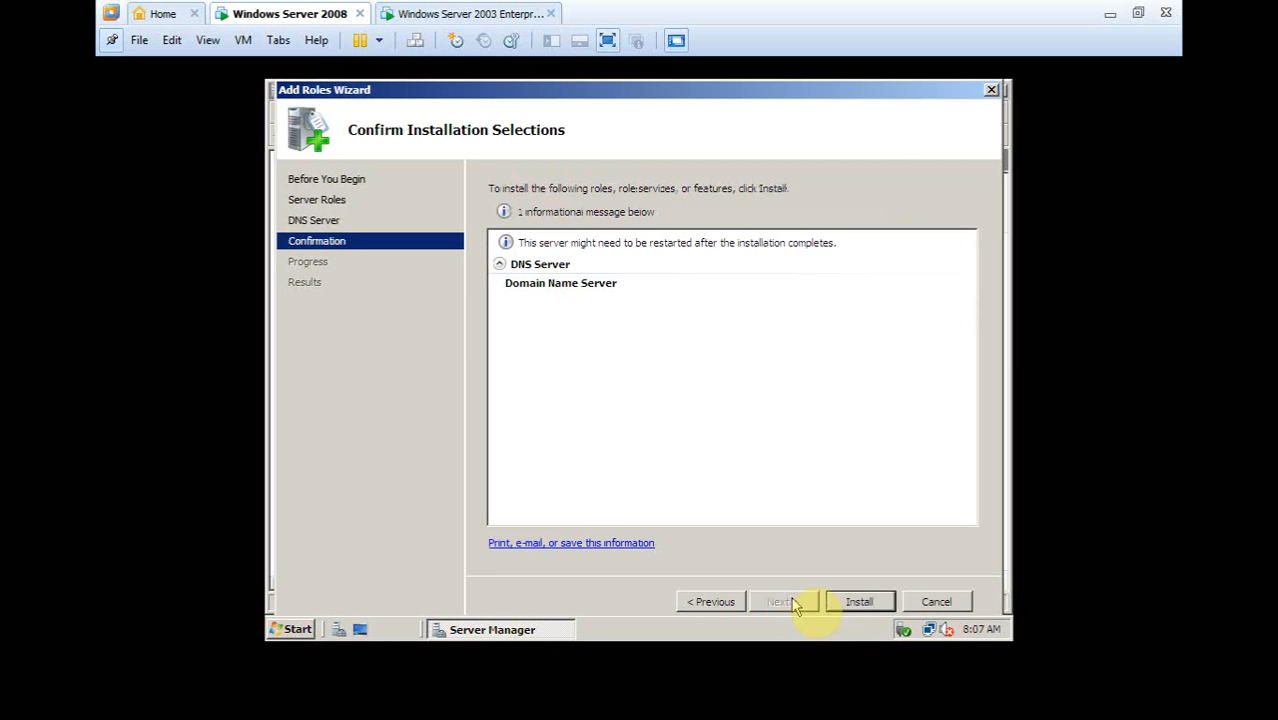 Home
Windows Server 2008
Windows Server 2003 Enterpr...
File Edit View VM Tabs Help
Add Roles Wizard
Confirm Installation Selections
Before You Begin
Server Roles
DNS Server
Confirmation
Progress
Results
To install the following roles, role services, or features, click Install.
1 informational message below
This server might need to be restarted after the installation completes.
DNS Server
Domain Name Server
Print, e-mail, or save this information
< Previous
Next
Install
Cancel
Start
Server Manager
8:07 AM